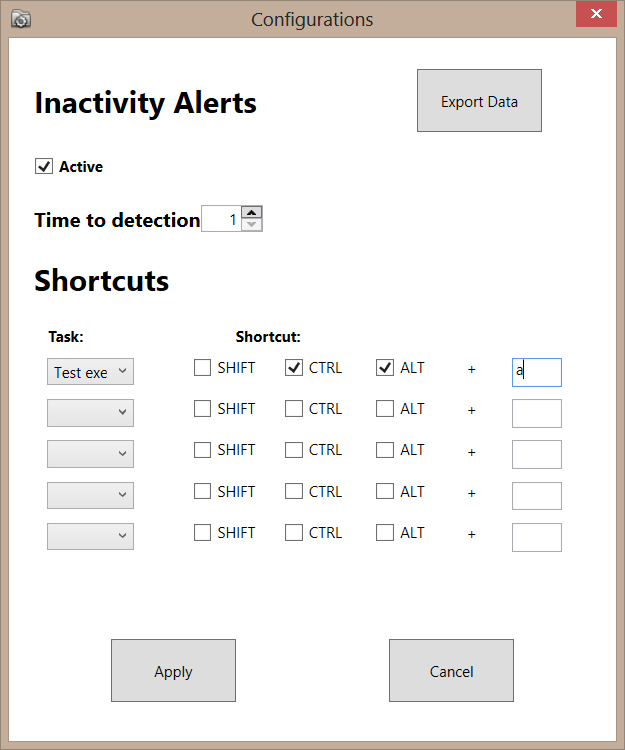 Configurations
Inactivity Alerts
Export Data
Active
Time to detection 1
Shortcuts
Task: Shortcut:
Test exe SHIFT CTRL ALT + a
SHIFT CTRL ALT +
SHIFT CTRL ALT +
SHIFT CTRL ALT +
SHIFT CTRL ALT +
Apply Cancel